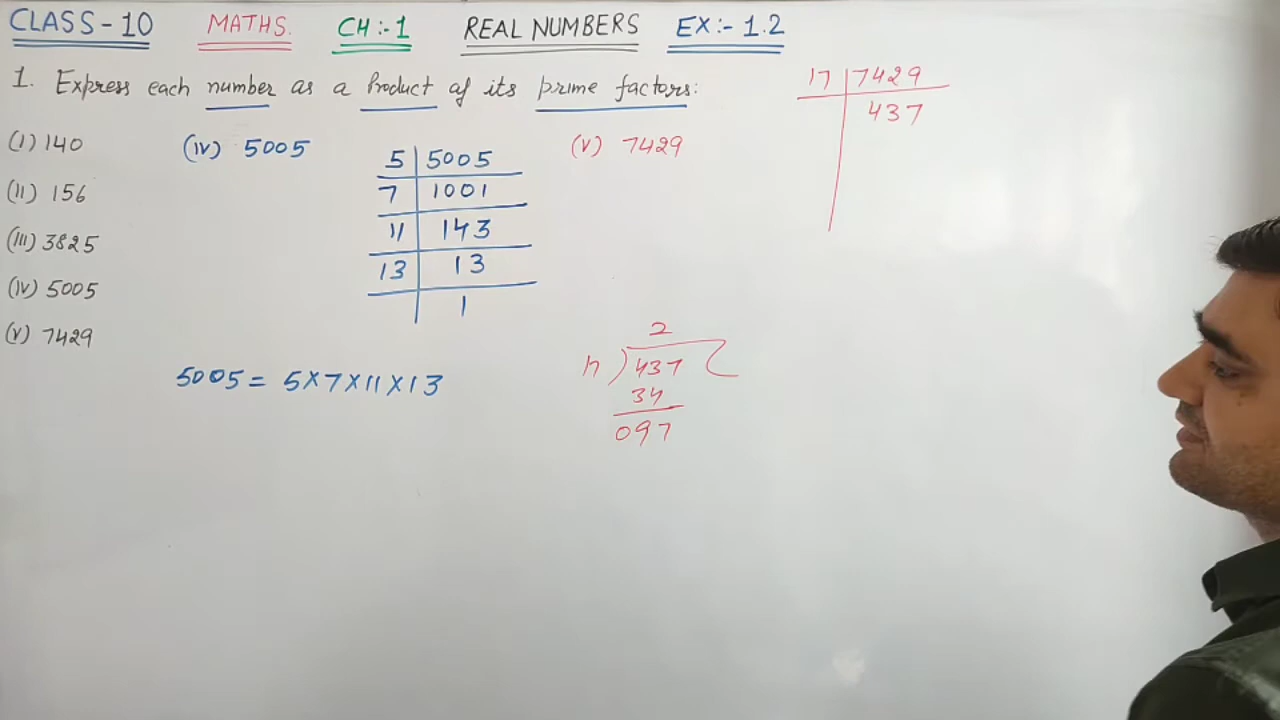 CLASS-10 MATHS. CH:-1 REAL NUMBERS EX:- 1.2
1. Express each number as a Product of its prime factors:
(I) 140
(II) 156
(III) 3825
(IV) 5005
(V) 7429
(IV) 5005
5 | 5005
7 | 1001
11 | 143
13 | 13
1
5005 = 5×7×11×13
(V) 7429
17 | 7429
437
2
17 ) 437 (
34
097